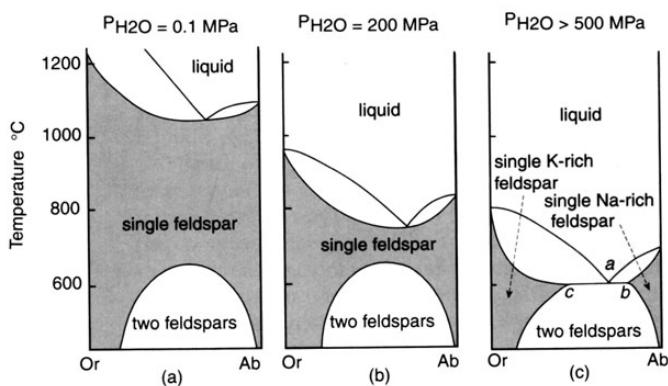 PH2O = 0.1 MPa
PH2O = 200 MPa
PH2O > 500 MPa
Temperature °C
1200
1000
800
600
liquid
single feldspar
two feldspars
Or
Ab
(a)
liquid
single feldspar
two feldspars
Or
Ab
(b)
liquid
single K-rich
feldspar
single Na-rich
feldspar
a
c
b
two feldspars
Or
Ab
(c)